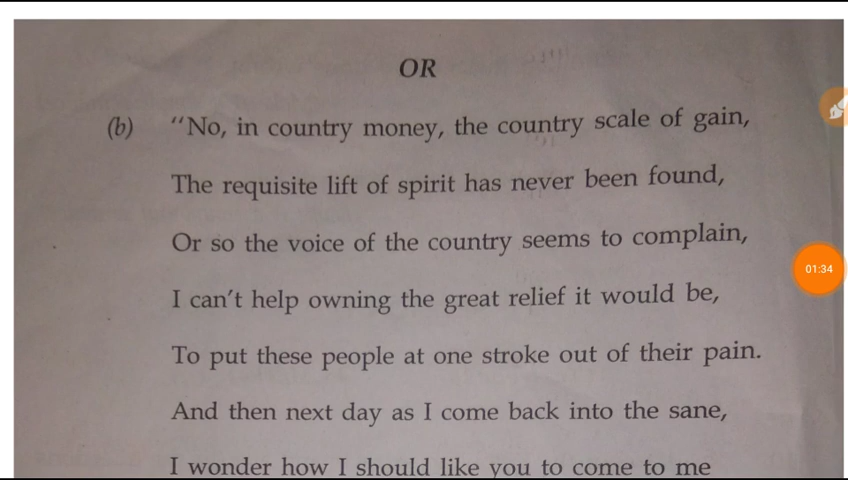 OR
(b) "No, in country money, the country scale of gain,
The requisite lift of spirit has never been found,
Or so the voice of the country seems to complain,
I can't help owning the great relief it would be,
To put these people at one stroke out of their pain.
And then next day as I come back into the sane,
I wonder how I should like you to come to me
01:34